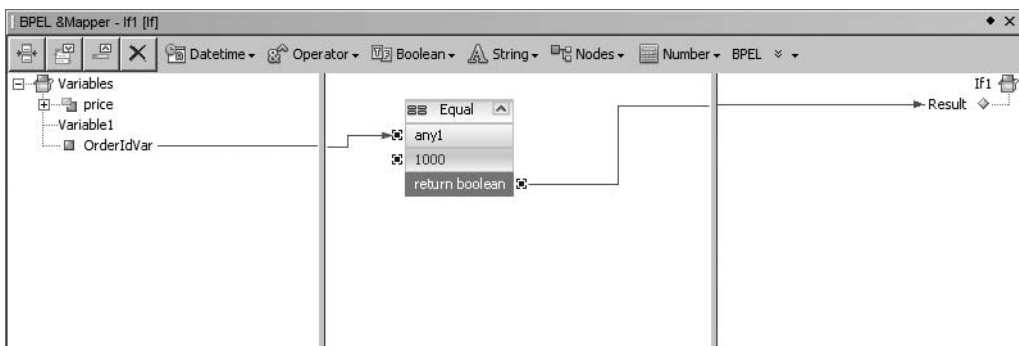 BPEL &Mapper - If1 [If]
Datetime Operator Boolean String Nodes Number BPEL
Variables
price
Variable1
OrderIdVar
Equal
any1
1000
return boolean
If1
Result